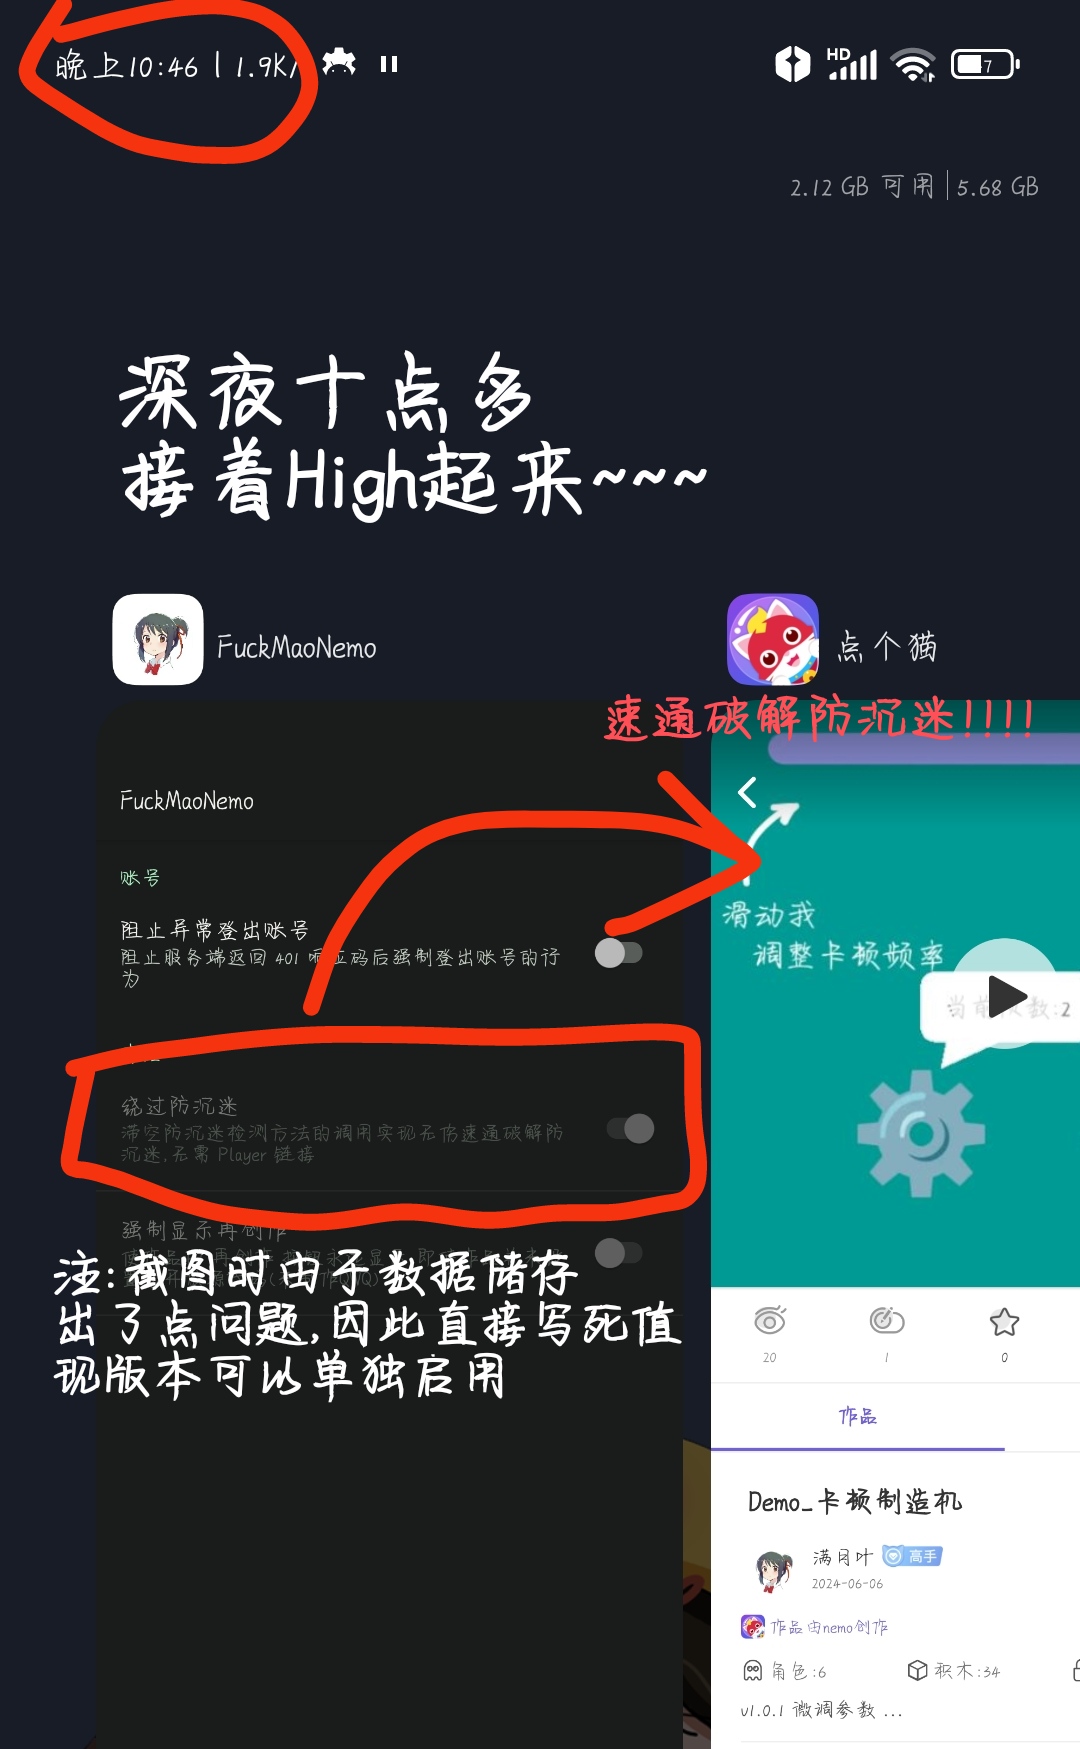 晚上10:46 | 1.9K/
HD
7
2.12 GB 可用 | 5.68 GB
深夜十点多
接着High起来~~~
FuckMaoNemo
点个猫
速通破解防沉迷!!!!
FuckMaoNemo
账号
阻止异常登出账号
阻止服务端返回 401 响应码后强制登出账号的行
为
滑动我
调整卡顿频率
2
绕过防沉迷
滞空防沉迷检测方法的调用实现无伤速通破解防
沉迷,无需 Player 链接
强制显示再创作
注:截图时由于数据储存
出了点问题,因此直接写死值
现版本可以单独启用
20
1
0
作品
Demo_卡顿制造机
满月叶
高手
2024-06-06
作品由nemo创作
角色:6
积木:34
v1.0.1 微调参数 ...